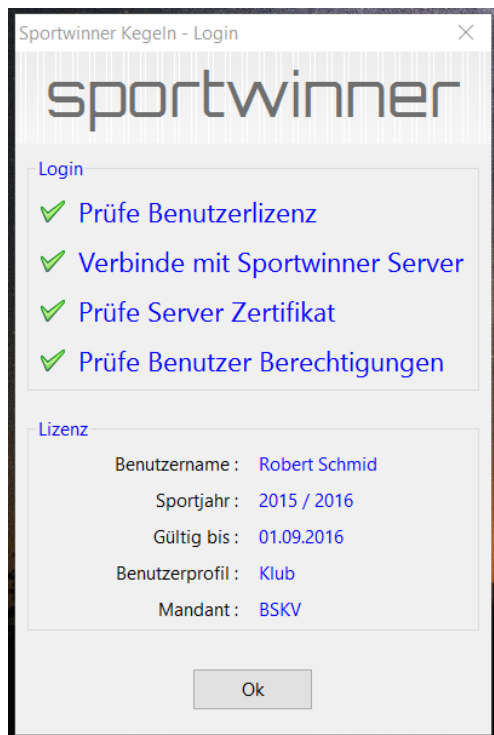 Sportwinner Kegeln - Login
sportwinner
Login
Prüfe Benutzerlizenz
Verbinde mit Sportwinner Server
Prüfe Server Zertifikat
Prüfe Benutzer Berechtigungen
Lizenz
Benutzername : Robert Schmid
Sportjahr : 2015 / 2016
Gültig bis : 01.09.2016
Benutzerprofil : Klub
Mandant : BSKV
Ok